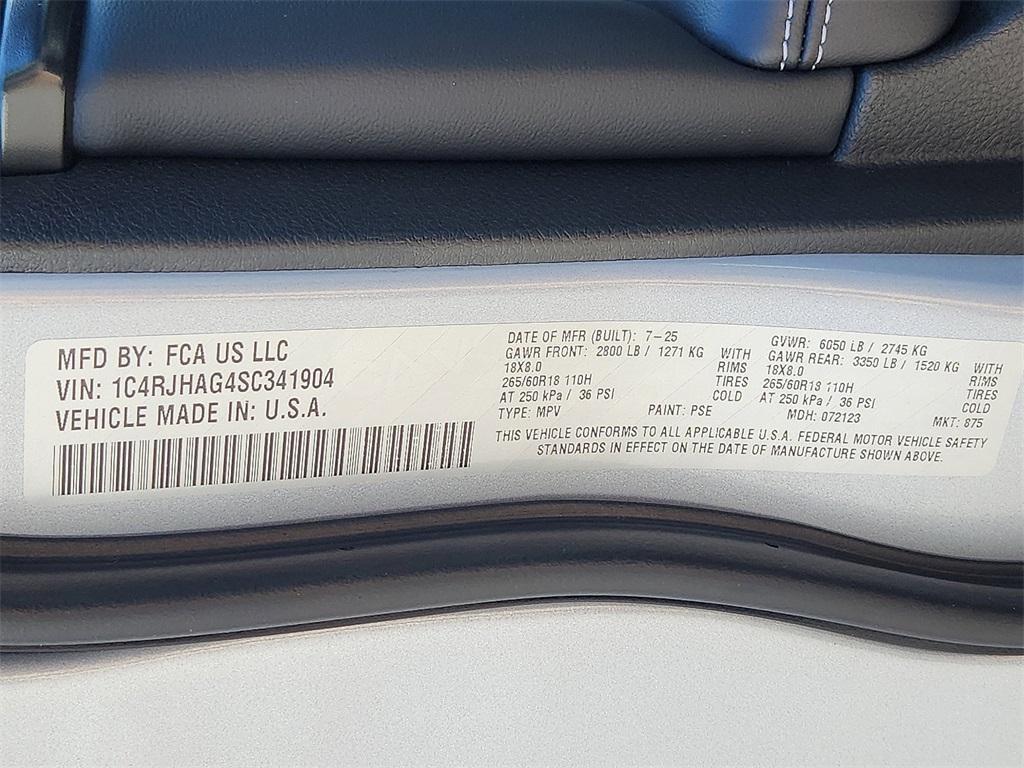 MFD BY: FCA US LLC
VIN: 1C4RJHAG4SC341904
VEHICLE MADE IN: U.S.A.
DATE OF MFR (BUILT): 7-25
GAWR FRONT: 2800 LB / 1271 KG WITH
18X8.0 RIMS
265/60R18 110H TIRES
AT 250 kPa / 36 PSI COLD
TYPE: MPV PAINT: PSE
GVWR: 6050 LB / 2745 KG
GAWR REAR: 3350 LB / 1520 KG WITH
18X8.0 RIMS
265/60R18 110H TIRES
AT 250 kPa / 36 PSI COLD
MDH: 072123 MKT: 875
THIS VEHICLE CONFORMS TO ALL APPLICABLE U.S.A. FEDERAL MOTOR VEHICLE SAFETY
STANDARDS IN EFFECT ON THE DATE OF MANUFACTURE SHOWN ABOVE.